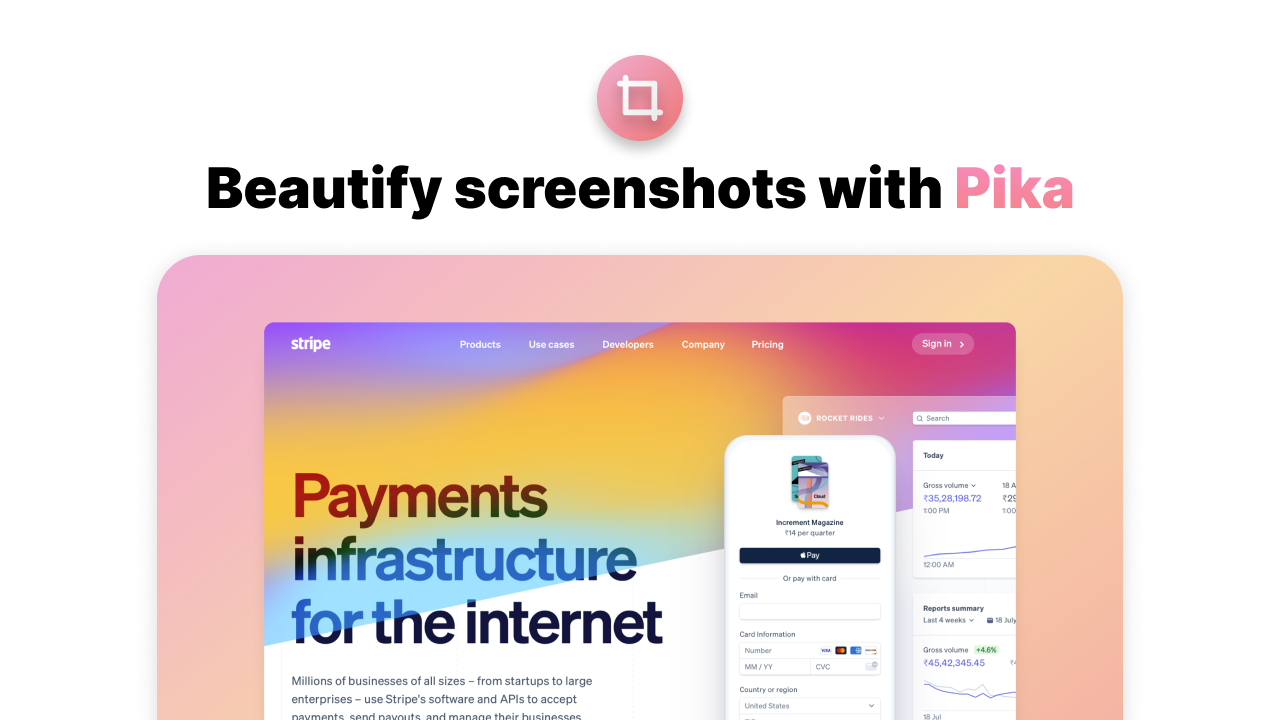 Beautify screenshots with Pika
stripe
Products Use cases Developers Company Pricing
Sign in
ROCKET RIDES
Search
Payments
infrastructure
for the internet
Millions of businesses of all sizes – from startups to large
enterprises – use Stripe's software and APIs to accept
payments, send payouts, and manage their businesses
Cloud
Increment Magazine
₹14 per quarter
Pay
Or pay with card
Email
Card Information
Number
VISA
MM / YY CVC
Country or region
United States
Today
Gross volume 18 A
₹35,28,198.72 ₹29
1:00 PM 1:00
12:00 AM
Reports summary
Last 4 weeks 18 July
Gross volume +4.6%
₹45,42,345.45
18 Jul